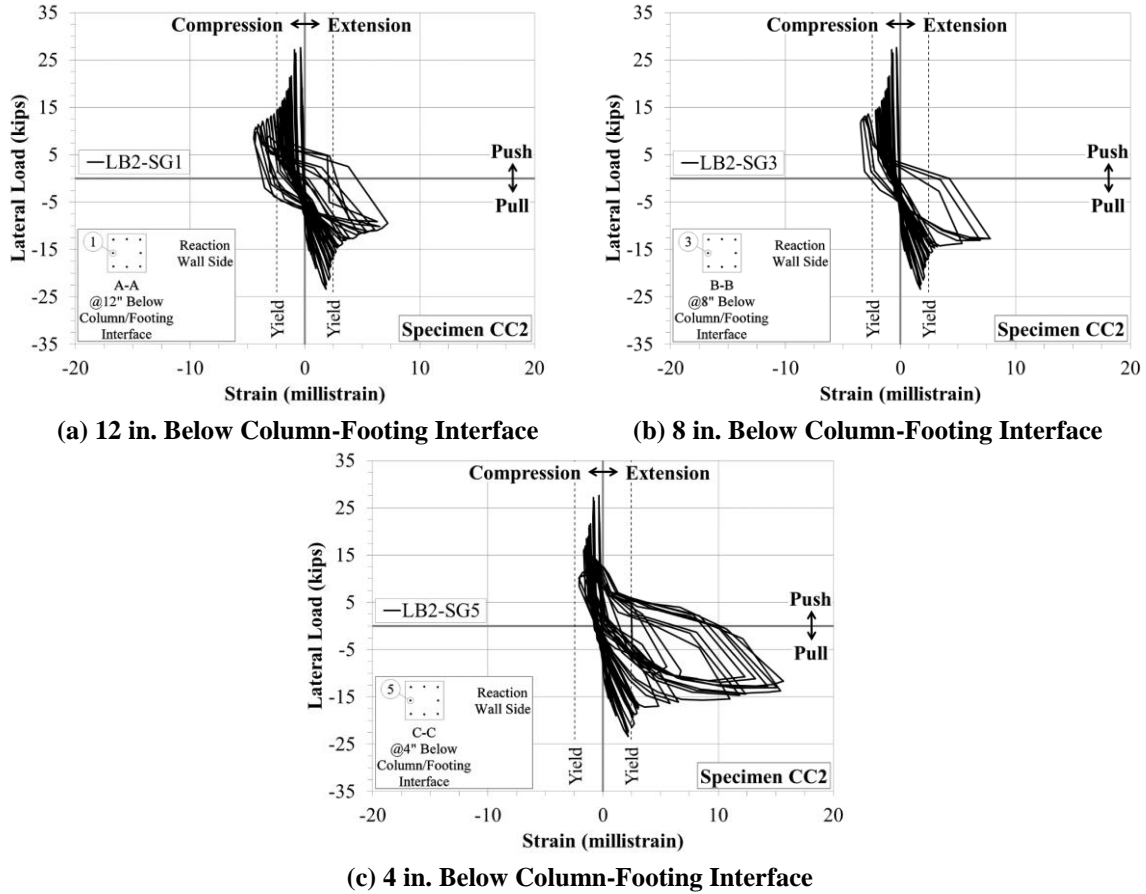 35
25
15
5
-5
-15
-25
-35
Lateral Load (kips)
Compression
Extension
LB2-SG1
Push
Pull
1
Reaction
Wall Side
A-A
@12" Below
Column/Footing
Interface
Yield
Yield
Specimen CC2
-20
-10
0
10
20
Strain (millistrain)
(a) 12 in. Below Column-Footing Interface
35
25
15
5
-5
-15
-25
-35
Lateral Load (kips)
Compression
Extension
LB2-SG3
Push
Pull
3
Reaction
Wall Side
B-B
@8" Below
Column/Footing
Interface
Yield
Yield
Specimen CC2
-20
-10
0
10
20
Strain (millistrain)
(b) 8 in. Below Column-Footing Interface
35
25
15
5
-5
-15
-25
-35
Lateral Load (kips)
Compression
Extension
LB2-SG5
Push
Pull
5
Reaction
Wall Side
C-C
@4" Below
Column/Footing
Interface
Yield
Yield
Specimen CC2
-20
-10
0
10
20
Strain (millistrain)
(c) 4 in. Below Column-Footing Interface